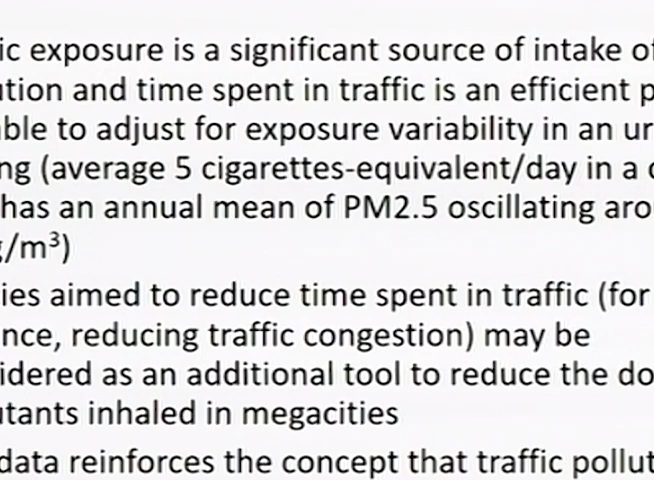 ic exposure is a significant source of intake of
ution and time spent in traffic is an efficient p
able to adjust for exposure variability in an ur
ng (average 5 cigarettes-equivalent/day in a c
has an annual mean of PM2.5 oscillating aro
g/m³)
ies aimed to reduce time spent in traffic (for
nce, reducing traffic congestion) may be
idered as an additional tool to reduce the do
utants inhaled in megacities
data reinforces the concept that traffic pollut